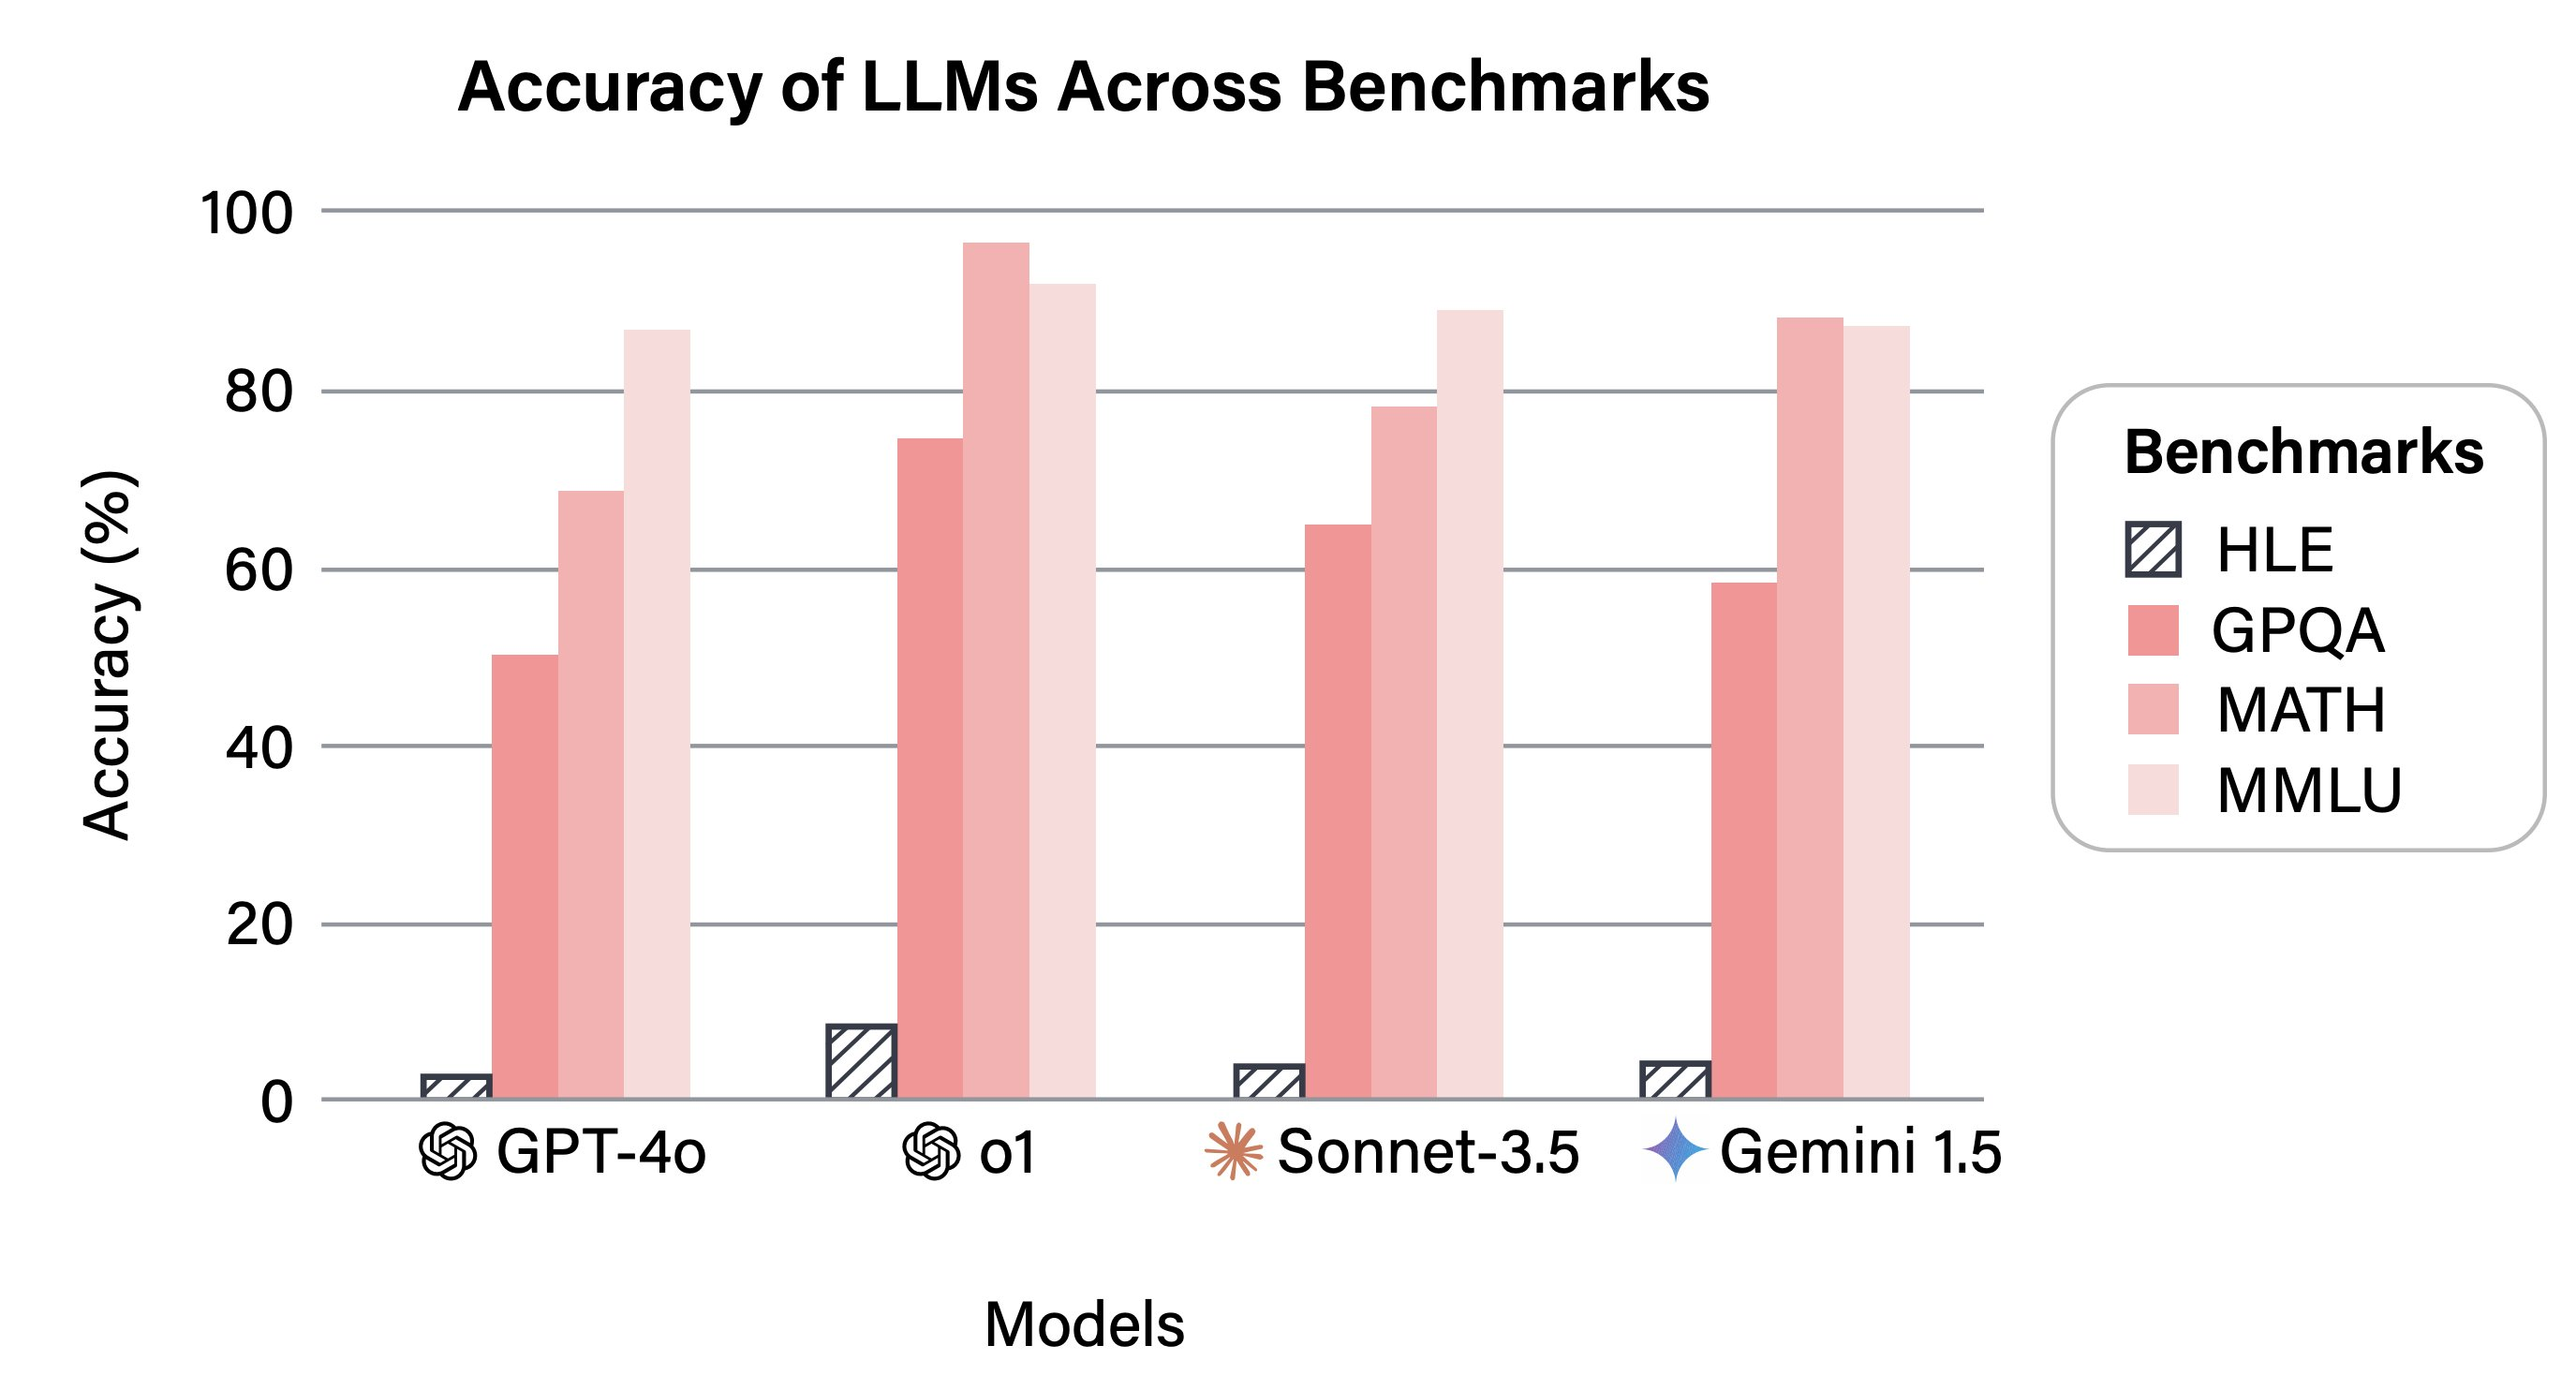 Accuracy of LLMs Across Benchmarks
Accuracy (%)
100
80
60
40
20
0
GPT-4o
o1
Sonnet-3.5
Gemini 1.5
Models
Benchmarks
HLE
GPQA
MATH
MMLU